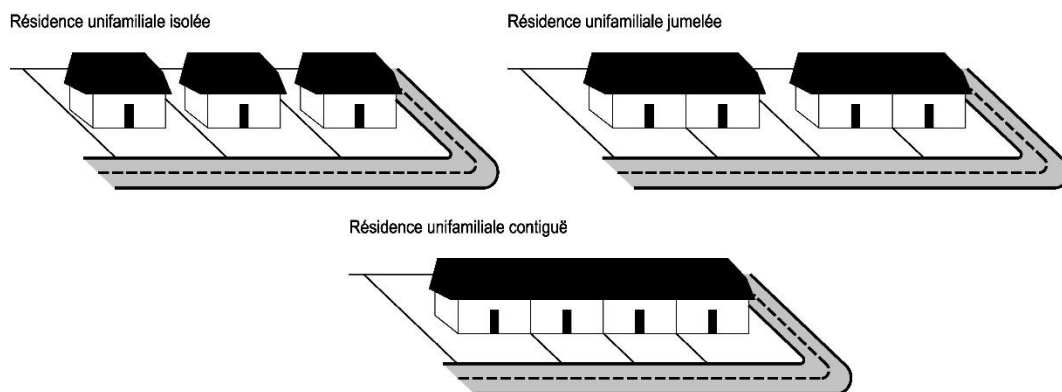 Résidence unifamiliale isolée
Résidence unifamiliale jumelée
Résidence unifamiliale contiguë